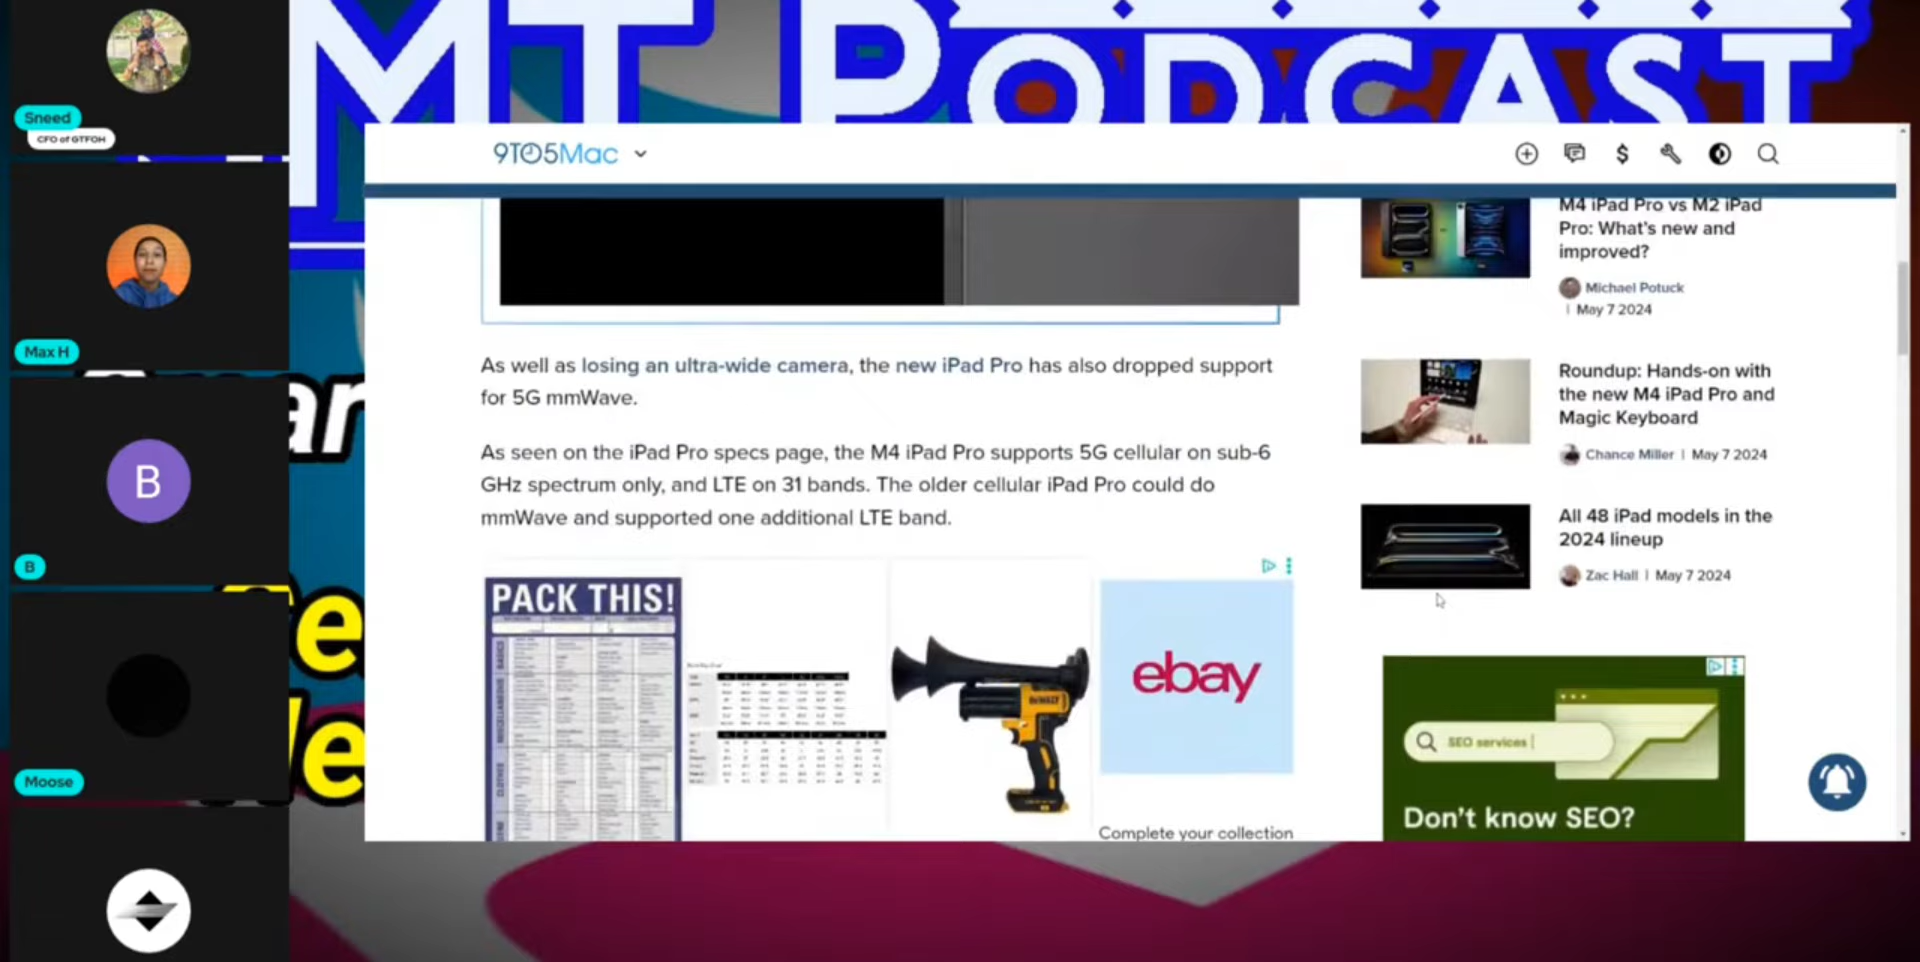 MT PODCAST
Sneed
CFO of GTFOH
Max H
B
B
Moose
9TO5Mac
$
As well as losing an ultra-wide camera, the new iPad Pro has also dropped support
for 5G mmWave.
As seen on the iPad Pro specs page, the M4 iPad Pro supports 5G cellular on sub-6
GHz spectrum only, and LTE on 31 bands. The older cellular iPad Pro could do
mmWave and supported one additional LTE band.
PACK THIS!
BASICS
MISCELLANEOUS
CLOTHES
DEWALT
ebay
Complete your collection
M4 iPad Pro vs M2 iPad
Pro: What's new and
improved?
Michael Potuck
| May 7 2024
Roundup: Hands-on with
the new M4 iPad Pro and
Magic Keyboard
Chance Miller | May 7 2024
All 48 iPad models in the
2024 lineup
Zac Hall | May 7 2024
SEO services |
Don't know SEO?